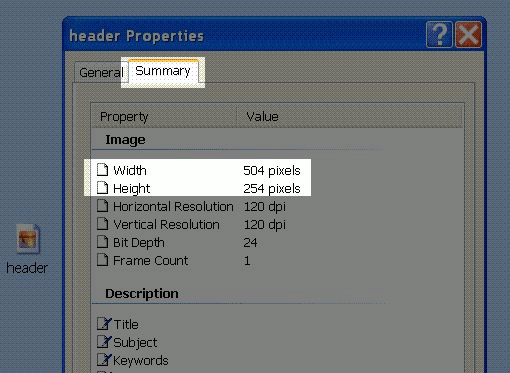 header Properties
General Summary
Property Value
Image
Width 504 pixels
Height 254 pixels
Horizontal Resolution 120 dpi
Vertical Resolution 120 dpi
Bit Depth 24
Frame Count 1
header
Description
Title
Subject
Keywords